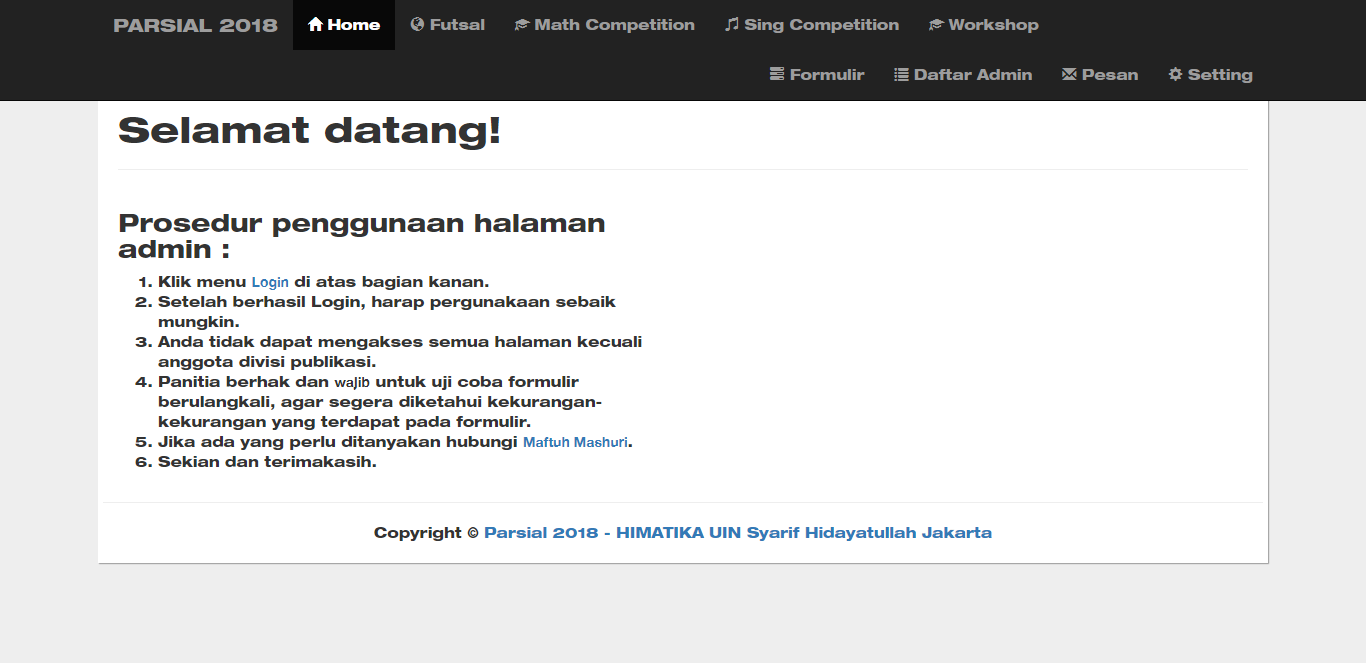 PARSIAL 2018 Home Futsal Math Competition Sing Competition Workshop
Formulir Daftar Admin Pesan Setting
Selamat datang!
Prosedur penggunaan halaman
admin :
1. Klik menu Login di atas bagian kanan.
2. Setelah berhasil Login, harap pergunakaan sebaik
mungkin.
3. Anda tidak dapat mengakses semua halaman kecuali
anggota divisi publikasi.
4. Panitia berhak dan wajib untuk uji coba formulir
berulangkali, agar segera diketahui kekurangan-
kekurangan yang terdapat pada formulir.
5. Jika ada yang perlu ditanyakan hubungi Maftuh Mashuri.
6. Sekian dan terimakasih.
Copyright © Parsial 2018 - HIMATIKA UIN Syarif Hidayatullah Jakarta